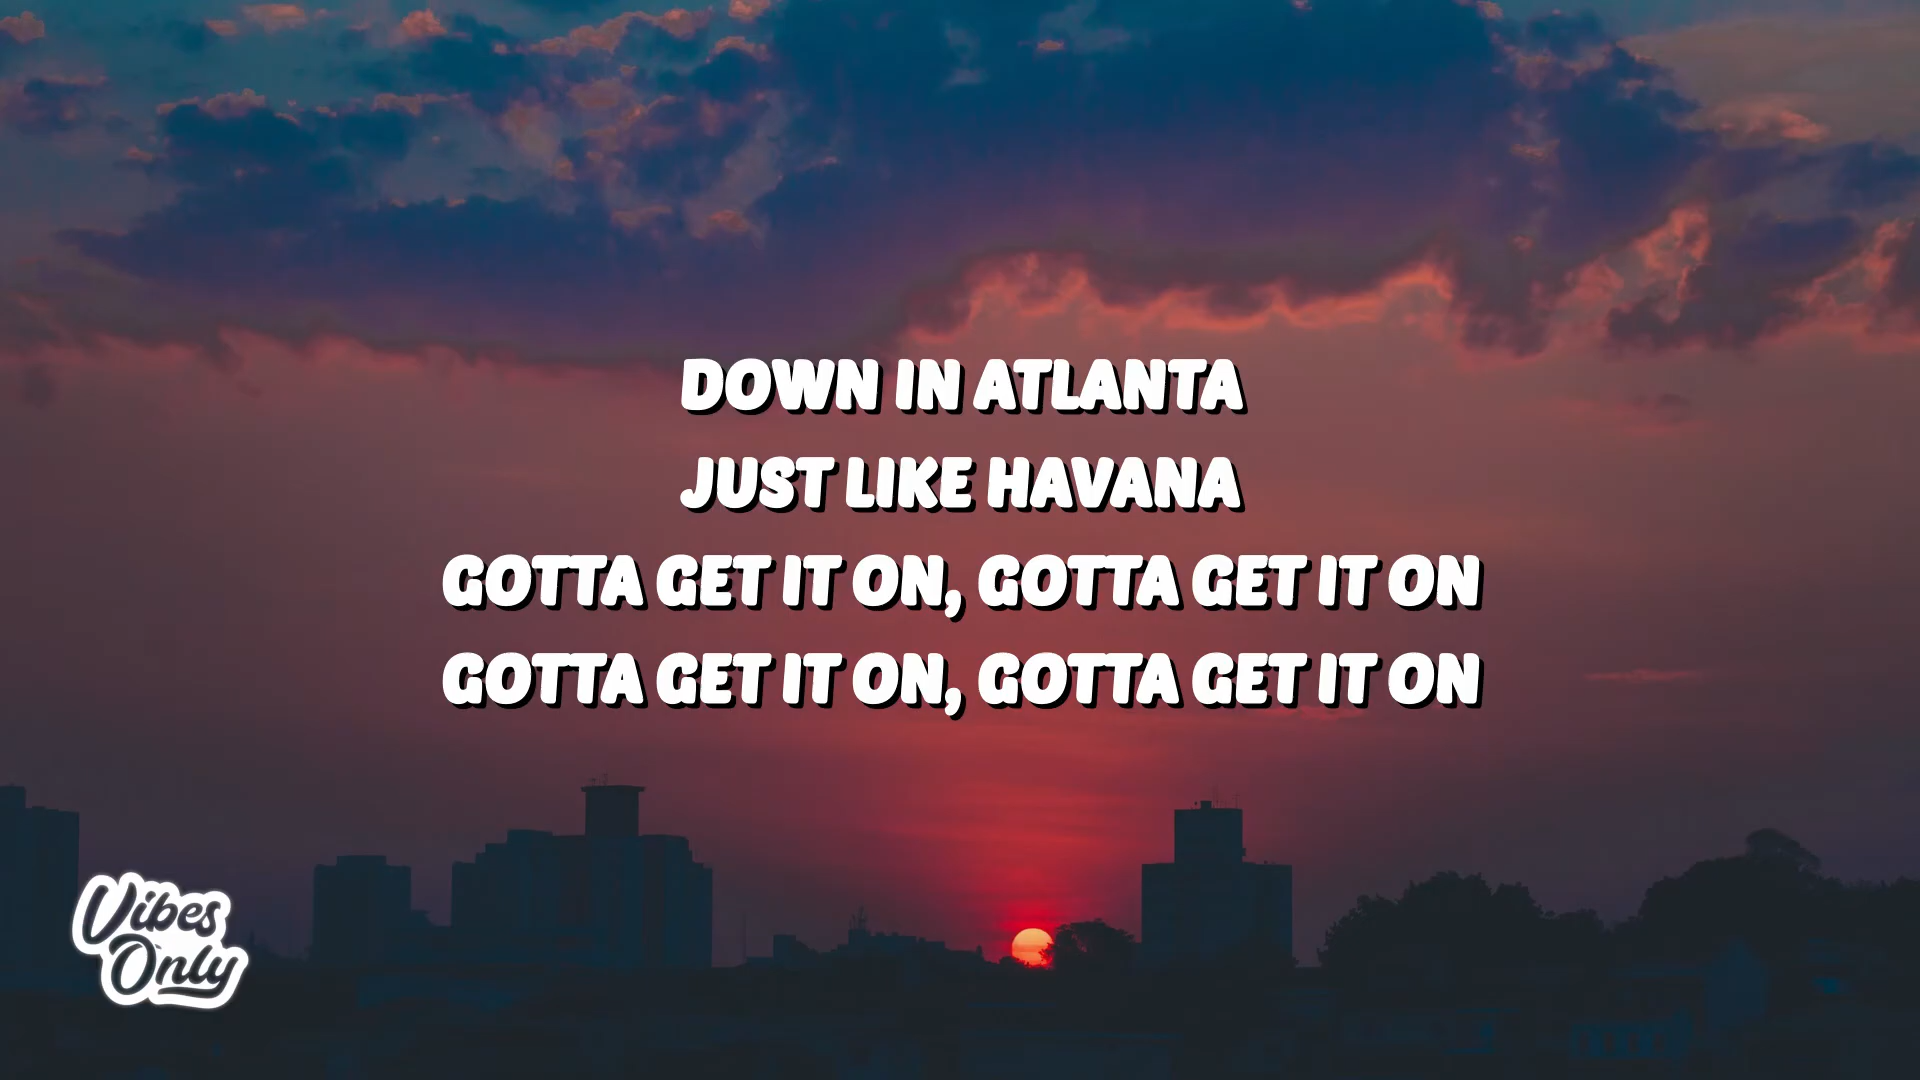 DOWN IN ATLANTA
JUST LIKE HAVANA
GOTTA GET IT ON, GOTTA GET IT ON
GOTTA GET IT ON, GOTTA GET IT ON
Vibes
Only